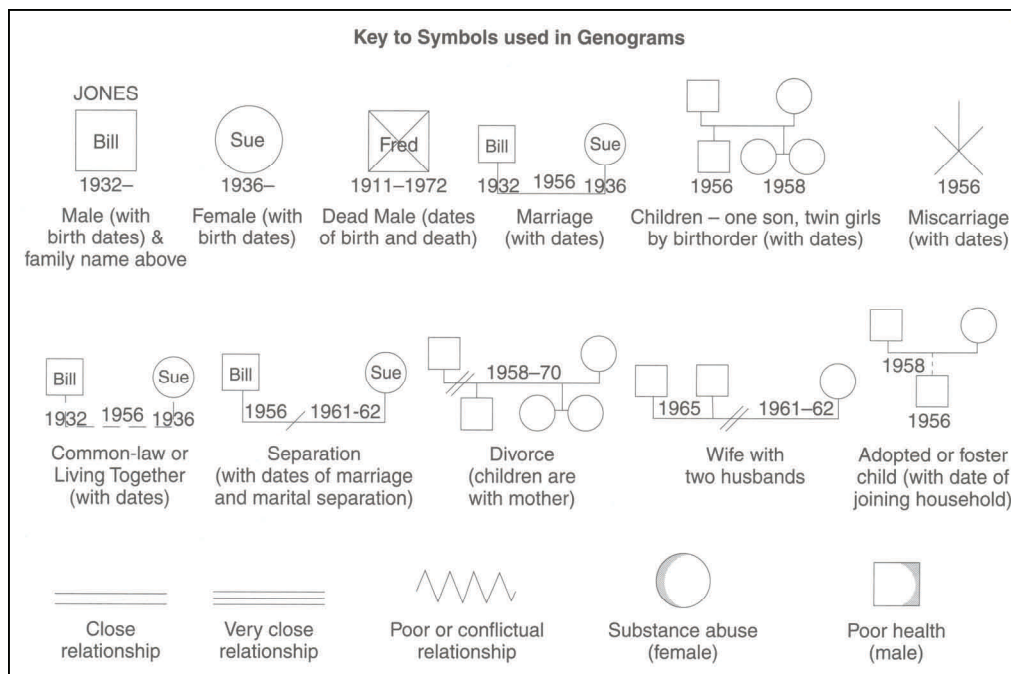 Key to Symbols used in Genograms
JONES
Bill
1932–
Male (with
birth dates) &
family name above
Sue
1936–
Female (with
birth dates)
Fred
1911–1972
Dead Male (dates
of birth and death)
Bill
Sue
1932
1956
1936
Marriage
(with dates)
1956
1958
Children – one son, twin girls
by birthorder (with dates)
1956
Miscarriage
(with dates)
Bill
Sue
1932
1956
1936
Common-law or
Living Together
(with dates)
Bill
Sue
1956
1961-62
Separation
(with dates of marriage
and marital separation)
1958–70
Divorce
(children are
with mother)
1965
1961–62
Wife with
two husbands
1958
1956
Adopted or foster
child (with date of
joining household)
Close
relationship
Very close
relationship
Poor or conflictual
relationship
Substance abuse
(female)
Poor health
(male)